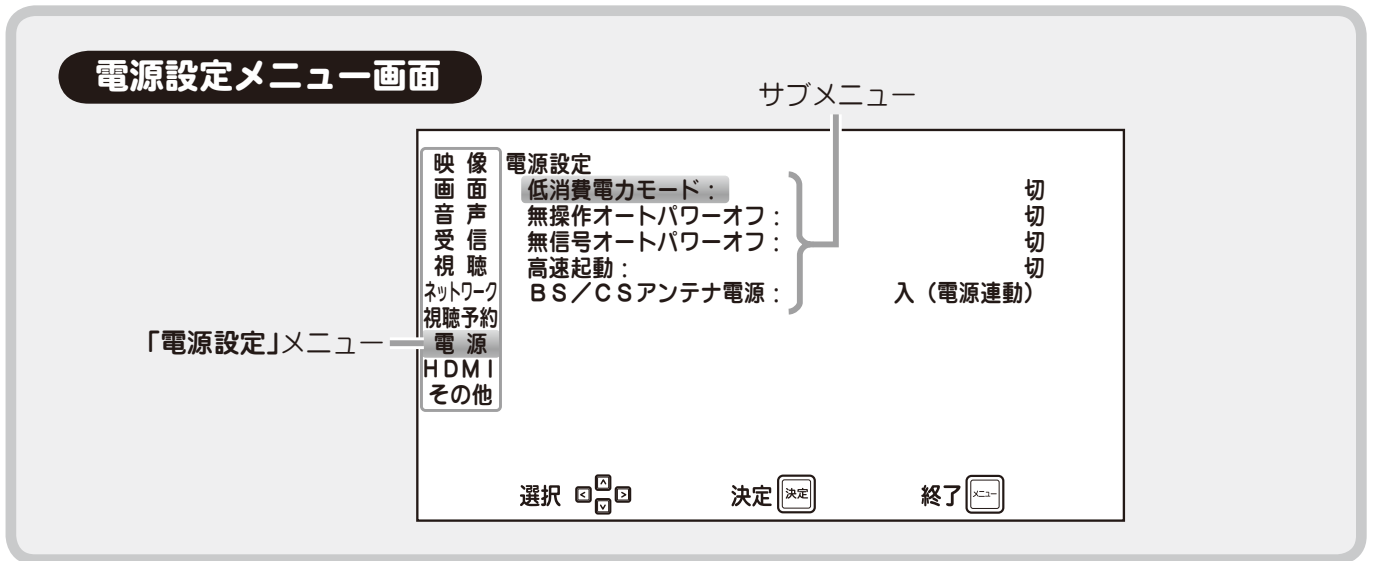 電源設定メニュー画面
サブメニュー
映 像
画 面
音 声
受 信
視 聴
ネットワーク
視聴予約
電 源
HDMI
その他
電源設定
低消費電力モード： 切
無操作オートパワーオフ： 切
無信号オートパワーオフ： 切
高速起動： 切
BS／CSアンテナ電源： 入（電源連動）
「電源設定」メニュー
選択 決定 決定 終了 メニュー